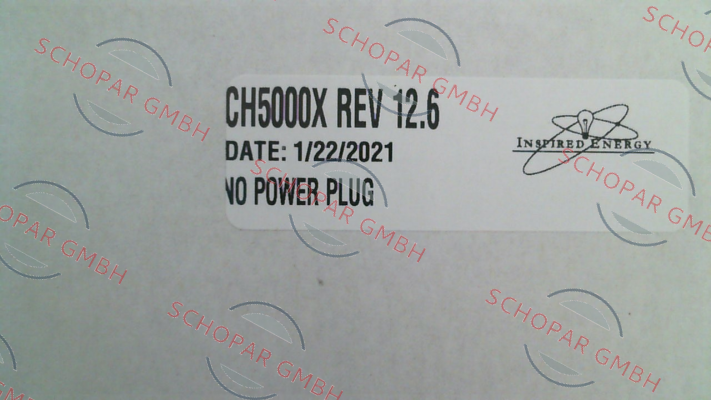 CH5000X REV 12.6
DATE: 1/22/2021
NO POWER PLUG
INSPIRED ENERGY
SCHOPAR GMBH
SCHOPAR GMBH
SCHOPAR GMBH
SCHOPAR GMBH
SCHOPAR GMBH
SCHOPAR GMBH
SCHOPAR GMBH
SCHOPAR GMBH